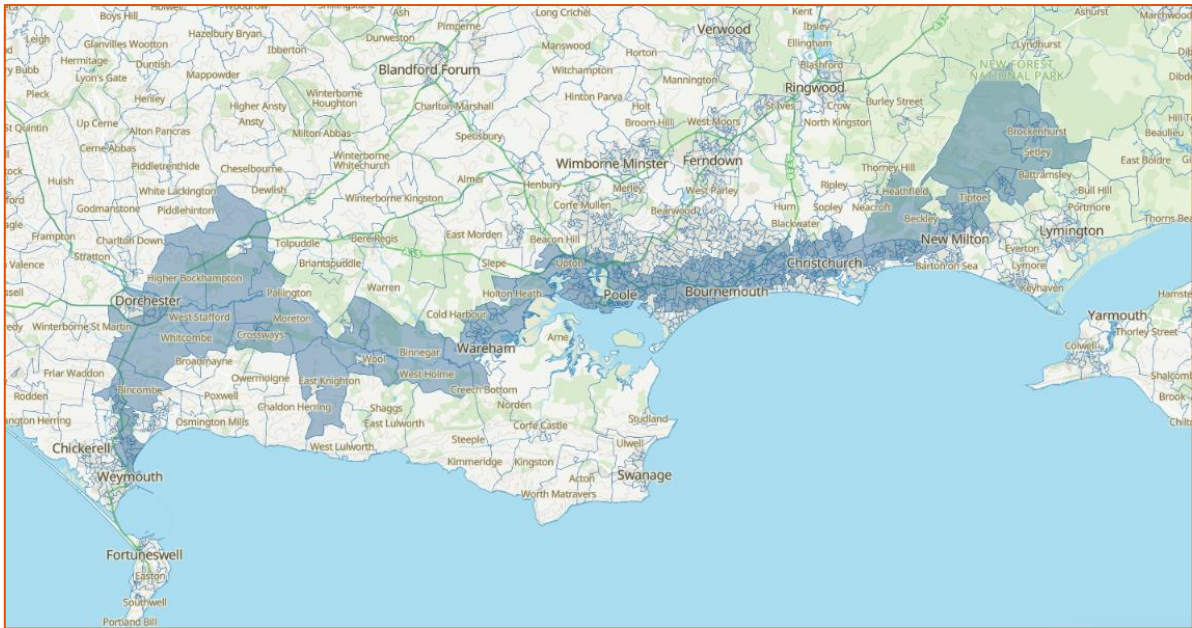 Boys Hill
Woodrow
Ash
Pimperne
Long Crichel
Kent
Ibsley
Ashurst
Marchwood
Leigh
Glanvilles Wootton
Hazelbury Bryan
Ibberton
Durweston
Manswood
Horton
Verwood
Ellingham
Lyndhurst
Hermitage
Duntish
Lyon's Gate
Mappowder
Blandford Forum
Witchampton
Mannington
Blashford
Ringwood
NEW FOREST
NATIONAL PARK
Pleck
Henley
Winterborne
Houghton
Higher Ansty
Ansty
Charlton Marshall
Hinton Parva
Holt
Broom Hill
West Moors
St Ives
Crow
North Kingston
Burley Street
St Quintin
Up Cerne
Alton Pancras
Cerne Abbas
Milton Abbas
Spetisbury
Brockenhurst
Setley
Beaulieu
Piddletrenthide
Cheselbourne
Winterborne
Whitchurch
Wimborne Minster
Ferndown
Thorney Hill
East Boldre
Huish
White Lackington
Dewlish
Almer
Henbury
Merley
West Parley
Ripley
Heathfield
Battramsley
Bull Hill
Godmanstone
Piddlehinton
Winterborne Kingston
Corfe Mullen
Bearwood
Hurn
Sopley
Neacroft
Tiptoe
Portmore
Frampton
Charlton Down
Tolpuddle
Bere Regis
East Morden
Beacon Hill
Blackwater
Beckley
New Milton
Lymington
Stratton
Briantspuddle
Slepe
Upton
Christchurch
Everton
Barton on Sea
Lymore
Keyhaven
Higher Bockhampton
Pallington
Warren
Holton Heath
Poole
Bournemouth
Dorchester
West Stafford
Moreton
Cold Harbour
Yarmouth
Winterborne St Martin
Whitcombe
Crossways
Wool
Binnegar
Wareham
Arne
Thorley Street
Colwell
Friar Waddon
Broadmayne
Owermoigne
East Knighton
West Holme
Creech Bottom
Rodden
Bincombe
Poxwell
Chaldon Herring
Shaggs
Norden
Brook
Osmington Mills
East Lulworth
Corfe Castle
Studland
Chickerell
West Lulworth
Steeple
Ulwell
Weymouth
Kimmeridge
Kingston
Acton
Swanage
Worth Matravers
Fortuneswell
Easton
Southwell
Portland Bill